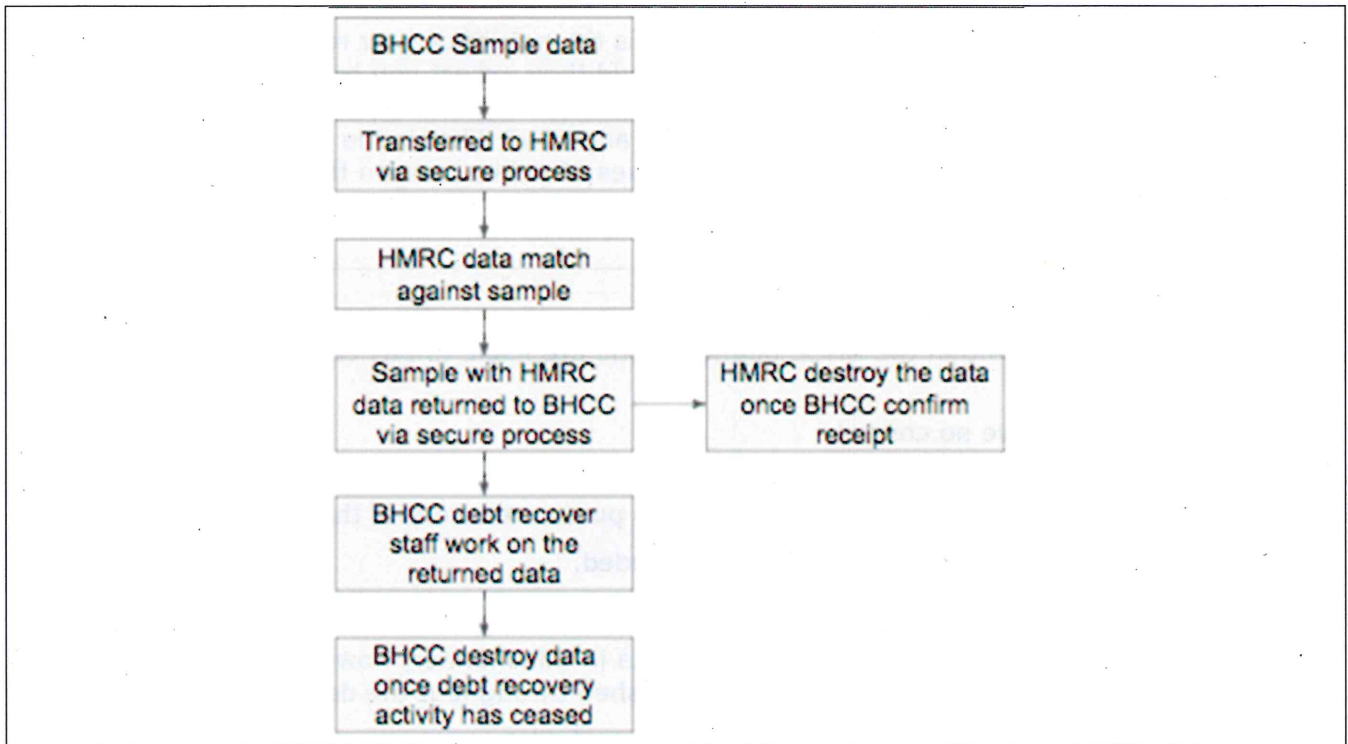 BHCC Sample data
Transferred to HMRC
via secure process
HMRC data match
against sample
Sample with HMRC
data returned to BHCC
via secure process
HMRC destroy the data
once BHCC confirm
receipt
BHCC debt recover
staff work on the
returned data
BHCC destroy data
once debt recovery
activity has ceased